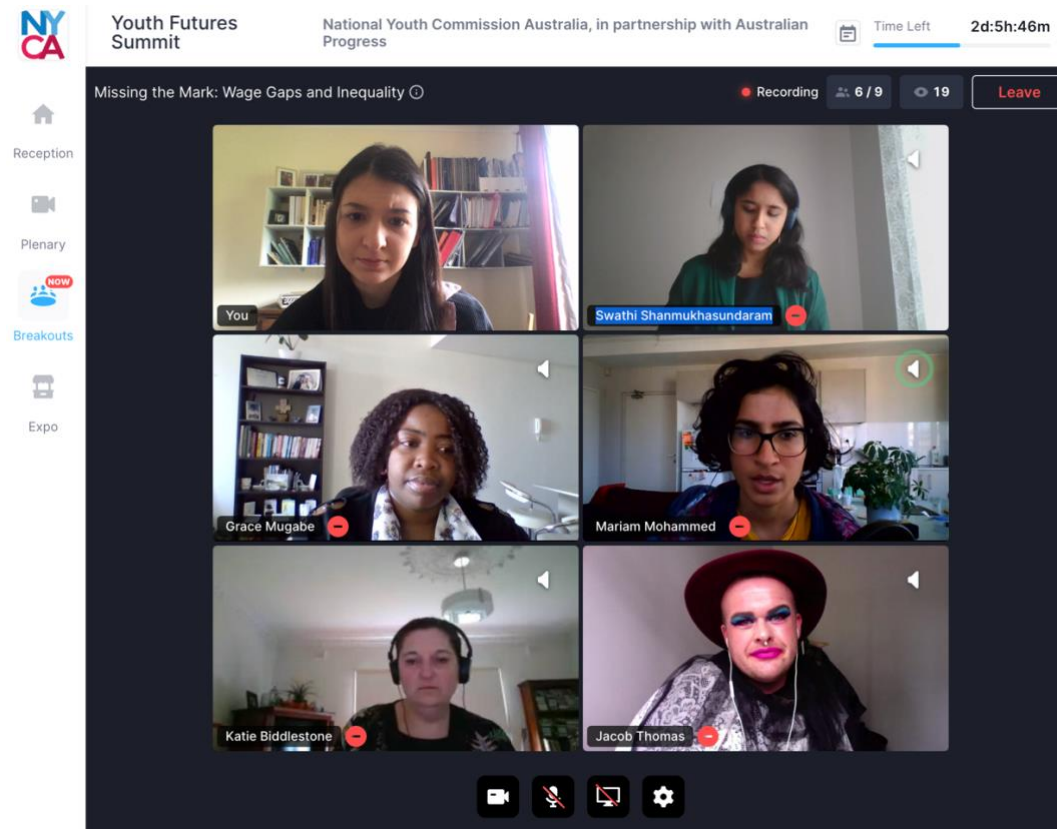 NY
CA
Youth Futures
Summit
National Youth Commission Australia, in partnership with Australian
Progress
Time Left
2d:5h:46m
Missing the Mark: Wage Gaps and Inequality
Recording
6 / 9
19
Leave
Reception
Plenary
NOW
Breakouts
Expo
You
Swathi Shanmukhasundaram
Grace Mugabe
Mariam Mohammed
Katie Biddlestone
Jacob Thomas